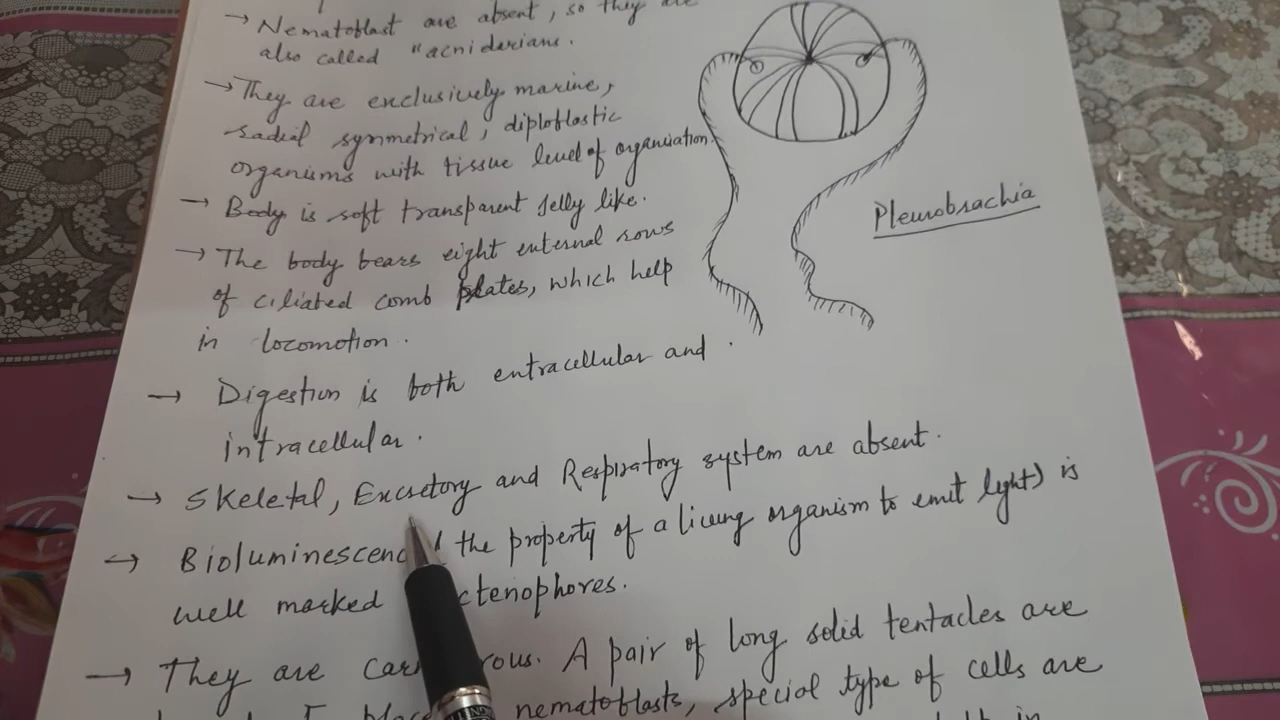 → Nematoblast are absent, so they are
also called "acnidarians.
→ They are exclusively marine,
radial symmetrical, diploblastic
organisms with tissue level of organisation.
→ Body is soft transparent Jelly like.
→ The body bears eight external rows
of ciliated comb plates, which help
in locomotion.
Pleurobrachia
→ Digestion is both extracellular and
intracellular.
→ Skeletal, Excretory and Respiratory system are absent.
→ Bioluminescenc the property of a living organism to emit light) is
well marked ctenophores.
→ They are car rous. A pair of long solid tentacles are
nematoblasts, special type of cells are
in